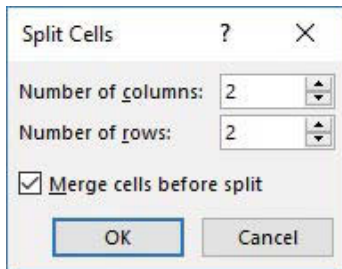 Split Cells ?
Number of columns: 2
Number of rows: 2
Merge cells before split
OK Cancel